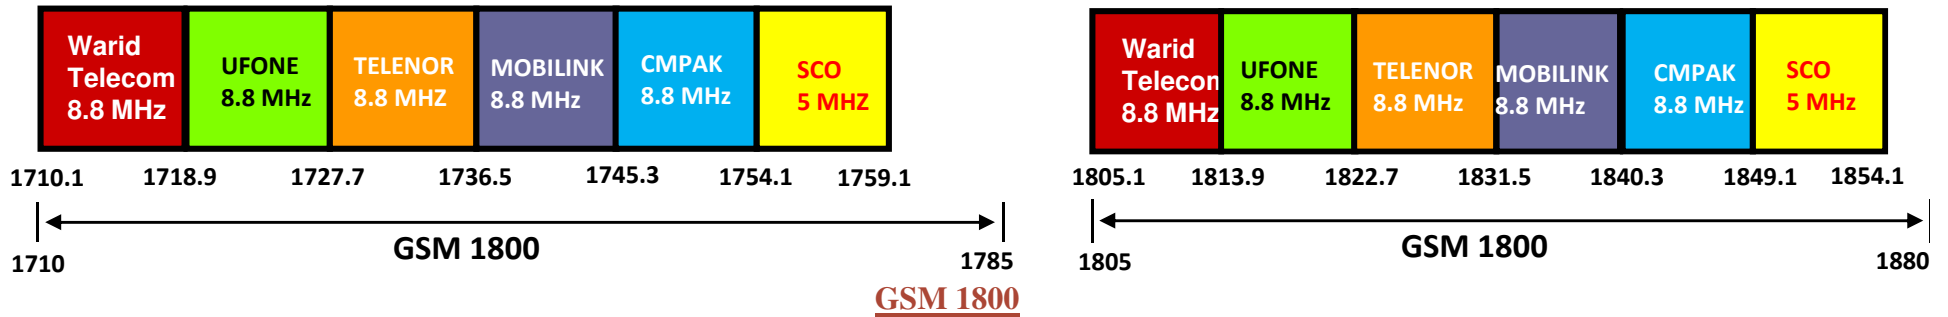 Warid
Telecom
8.8 MHz
UFONE
8.8 MHz
TELENOR
8.8 MHZ
MOBILINK
8.8 MHz
CMPAK
8.8 MHz
SCO
5 MHZ
1710.1 1718.9 1727.7 1736.5 1745.3 1754.1 1759.1
GSM 1800
1710 1785
Warid
Telecon
8.8 MHz
UFONE
8.8 MHz
TELENOR
8.8 MHz
MOBILINK
8.8 MHz
CMPAK
8.8 MHz
SCO
5 MHz
1805.1 1813.9 1822.7 1831.5 1840.3 1849.1 1854.1
GSM 1800
1805 1880
GSM 1800